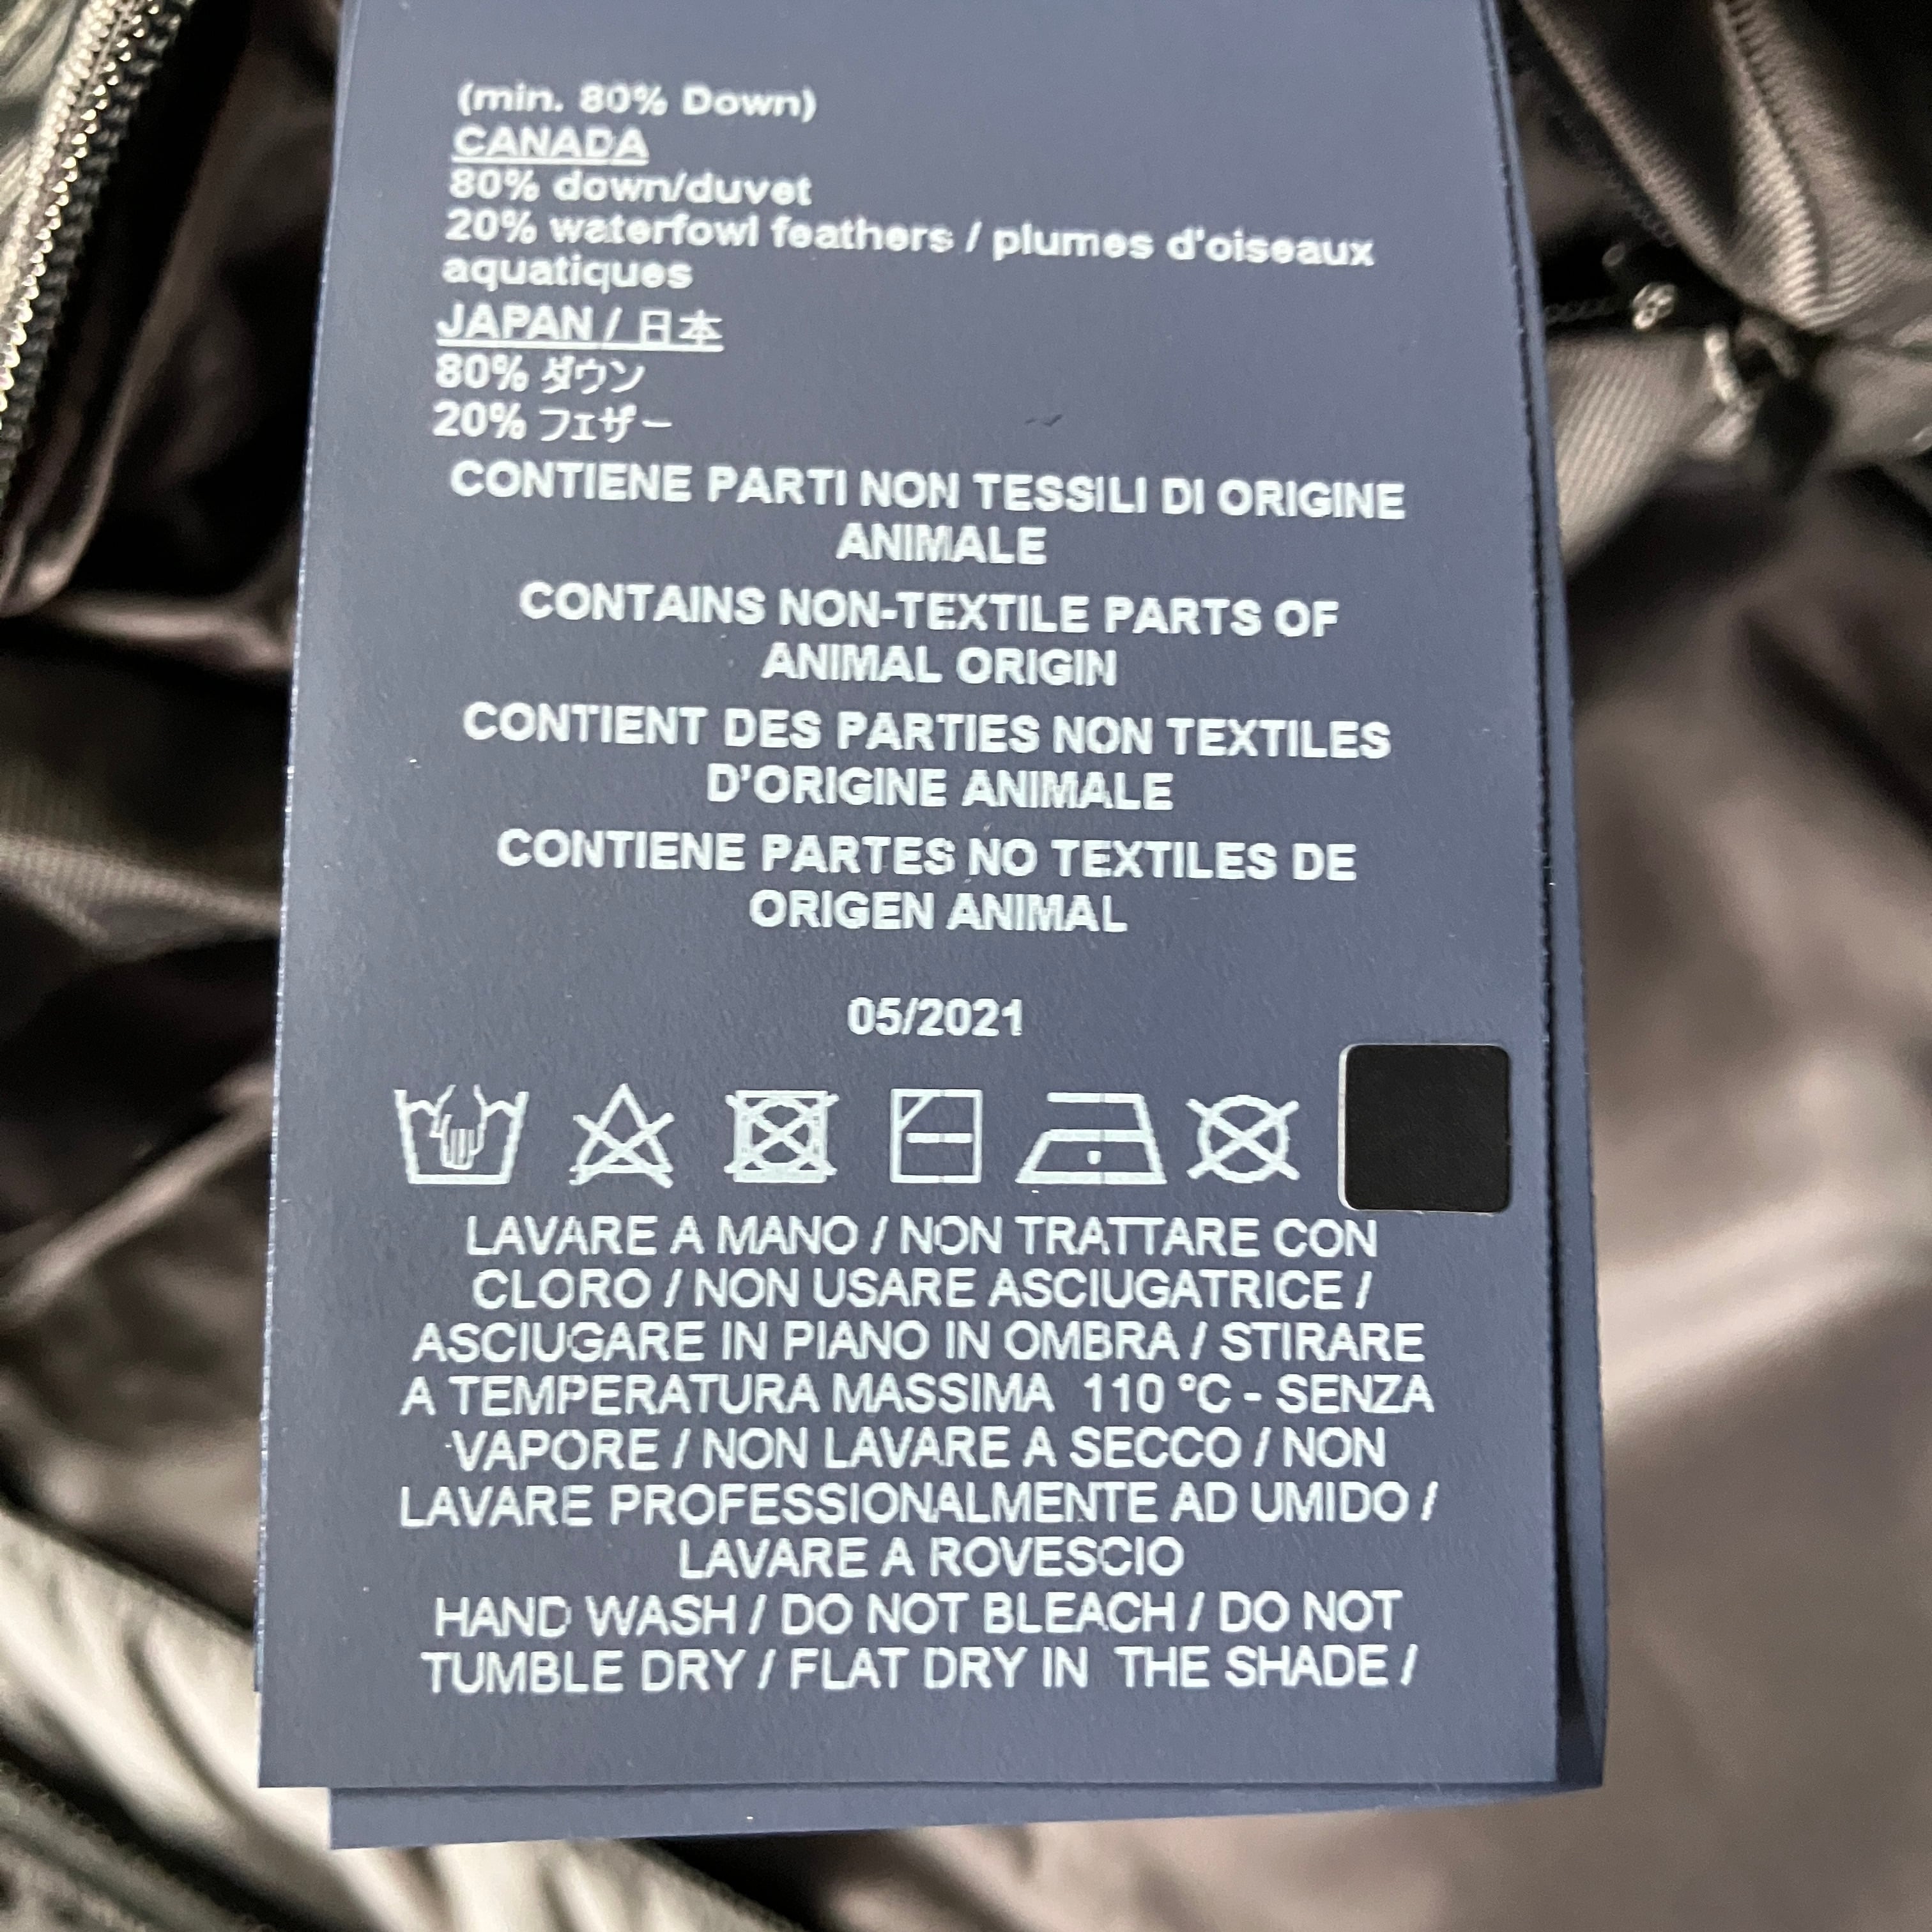 (min. 80% Down)
CANADA
80% down/duvet
20% waterfowl feathers / plumes d'oiseaux
aquatiques
JAPAN / 日本
80% ダウン
20% フェザー
CONTIENE PARTI NON TESSILI DI ORIGINE
ANIMALE
CONTAINS NON-TEXTILE PARTS OF
ANIMAL ORIGIN
CONTIENT DES PARTIES NON TEXTILES
D'ORIGINE ANIMALE
CONTIENE PARTES NO TEXTILES DE
ORIGEN ANIMAL
05/2021
LAVARE A MANO / NON TRATTARE CON
CLORO / NON USARE ASCIUGATRICE /
ASCIUGARE IN PIANO IN OMBRA / STIRARE
A TEMPERATURA MASSIMA 110 °C - SENZA
VAPORE / NON LAVARE A SECCO / NON
LAVARE PROFESSIONALMENTE AD UMIDO /
LAVARE A ROVESCIO
HAND WASH / DO NOT BLEACH / DO NOT
TUMBLE DRY / FLAT DRY IN THE SHADE /